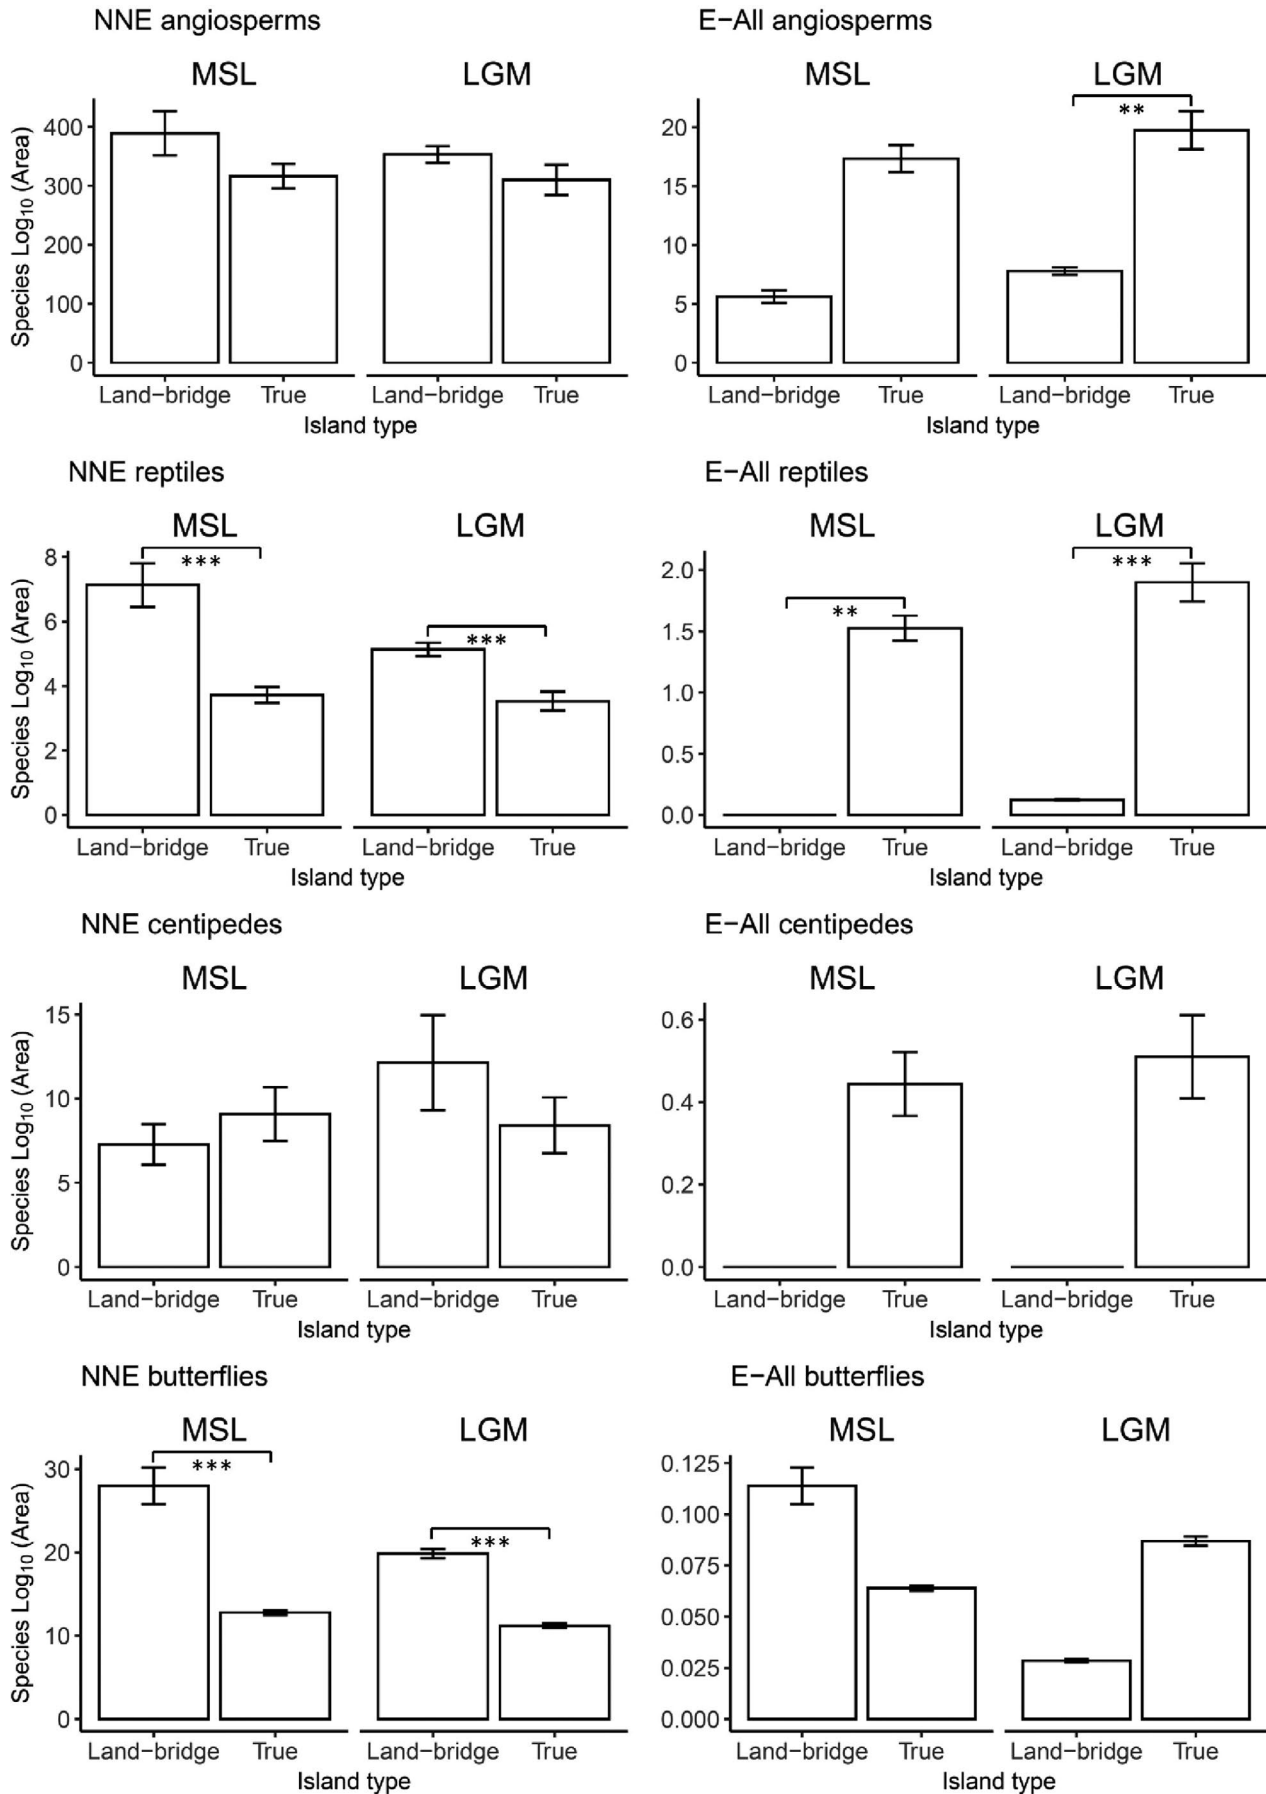 NNE angiosperms
MSL LGM
Species Log10 (Area)
400
300
200
100
0
Land-bridge True Land-bridge True
Island type
E-All angiosperms
MSL LGM
**
20
15
10
5
0
Land-bridge True Land-bridge True
Island type
NNE reptiles
MSL LGM
*** ***
Species Log10 (Area)
8
6
4
2
0
Land-bridge True Land-bridge True
Island type
E-All reptiles
MSL LGM
** ***
2.0
1.5
1.0
0.5
0.0
Land-bridge True Land-bridge True
Island type
NNE centipedes
MSL LGM
Species Log10 (Area)
15
10
5
0
Land-bridge True Land-bridge True
Island type
E-All centipedes
MSL LGM
0.6
0.4
0.2
0.0
Land-bridge True Land-bridge True
Island type
NNE butterflies
MSL LGM
*** ***
Species Log10 (Area)
30
20
10
0
Land-bridge True Land-bridge True
Island type
E-All butterflies
MSL LGM
0.125
0.100
0.075
0.050
0.025
0.000
Land-bridge True Land-bridge True
Island type